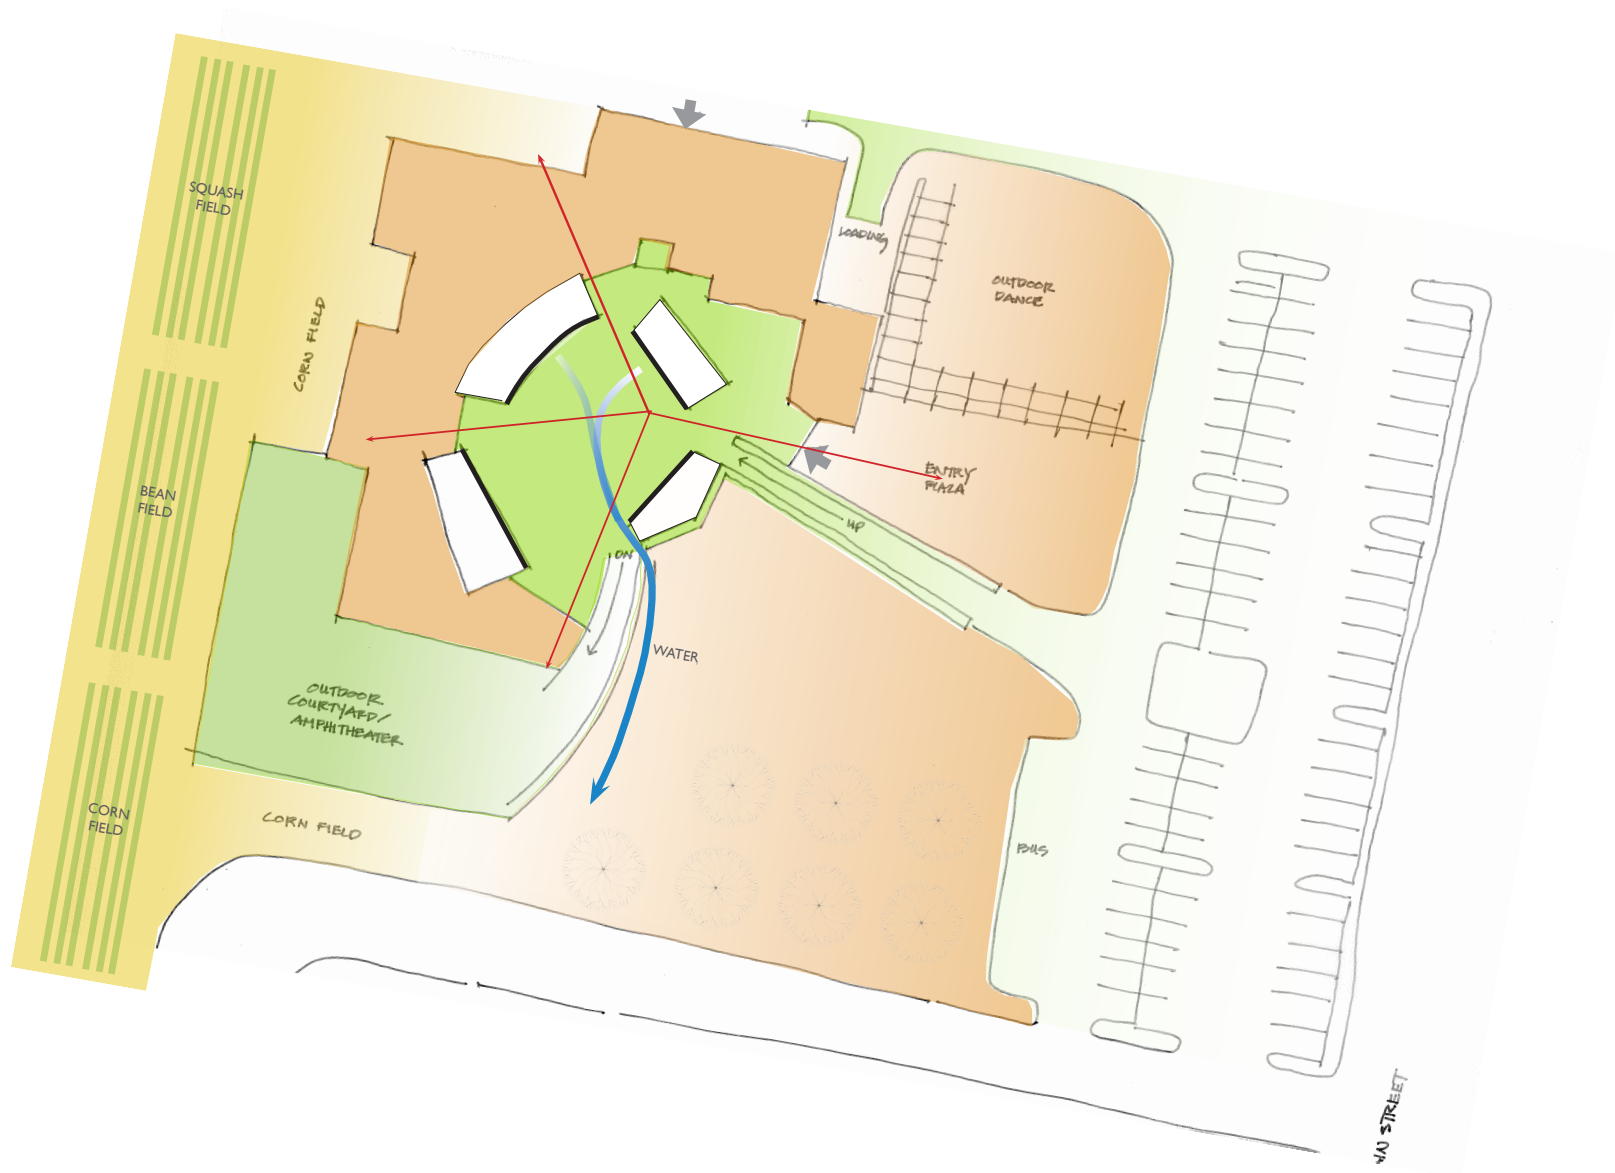 SQUASH
FIELD
LOADING
OUTDOOR
DANCE
CORN FIELD
BEAN
FIELD
ENTRY
PLAZA
UP
DN
WATER
OUTDOOR
COURTYARD/
AMPHITHEATER
CORN
FIELD
CORN FIELD
BUS
STREET